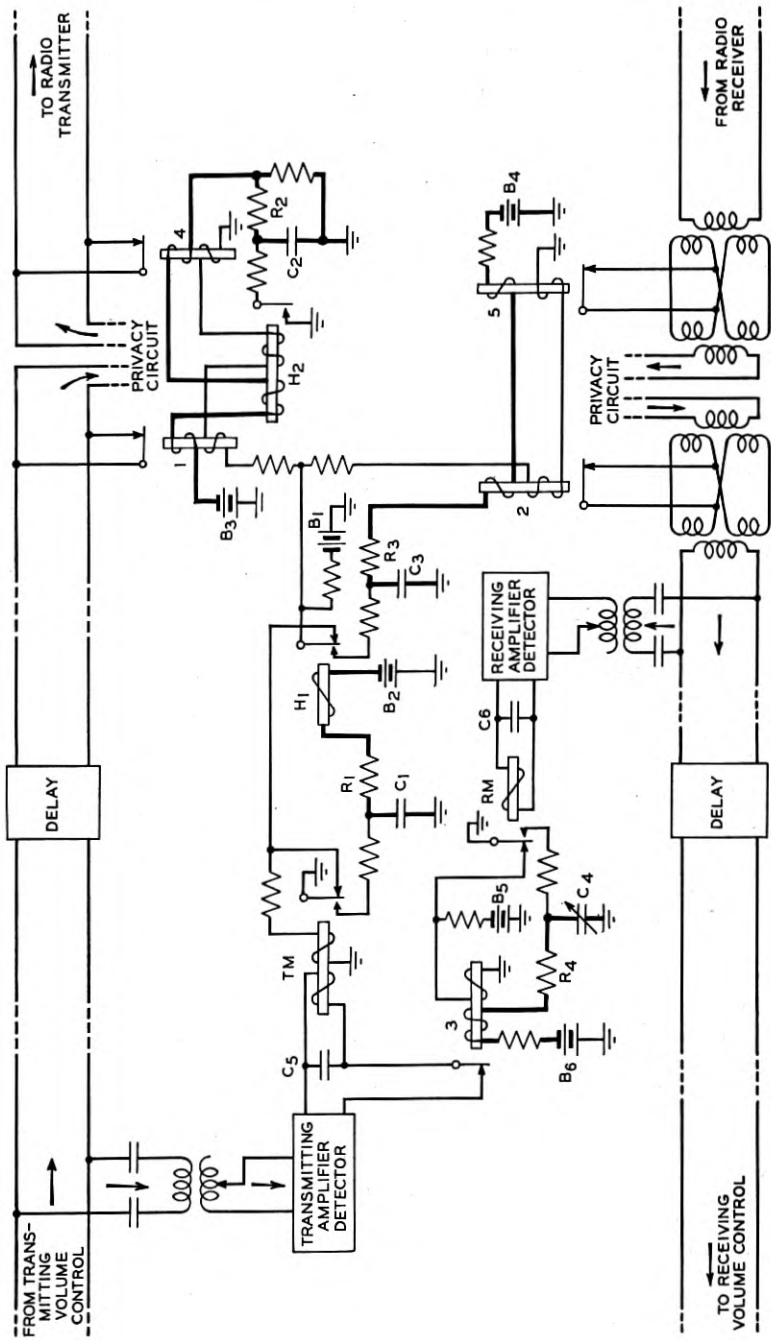 FROM TRANS-
MITTING
VOLUME
CONTROL
DELAY
TO RADIO
TRANSMITTER
PRIVACY
CIRCUIT
1
4
R2
C2
H2
B3
B1
R3
C3
H1
B2
R1
C1
TM
C5
TRANSMITTING
AMPLIFIER
DETECTOR
2
5
B4
RECEIVING
AMPLIFIER
DETECTOR
C6
RM
B5
C4
R4
3
B6
PRIVACY
CIRCUIT
TO RECEIVING
VOLUME CONTROL
DELAY
FROM RADIO
RECEIVER